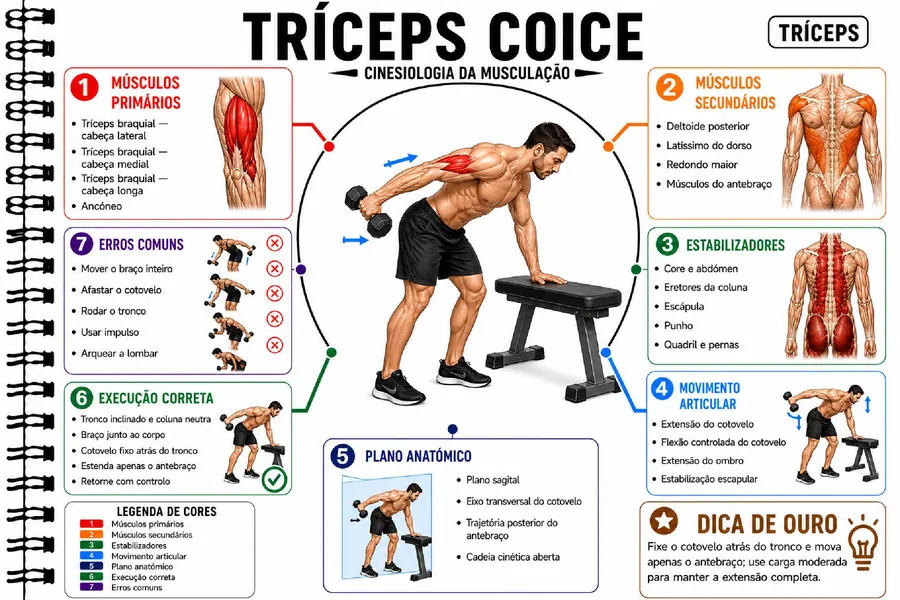 TRÍCEPS COICE
CINESIOLOGIA DA MUSCULAÇÃO
TRÍCEPS
1 MÚSCULOS
PRIMÁRIOS
• Tríceps braquial —
cabeça lateral
• Tríceps braquial —
cabeça medial
• Tríceps braquial —
cabeça longa
• Ancóneo
2 MÚSCULOS
SECUNDÁRIOS
• Deltoide posterior
• Latíssimo do dorso
• Redondo maior
• Músculos do antebraço
3 ESTABILIZADORES
• Core e abdómen
• Eretores da coluna
• Escápula
• Punho
• Quadril e pernas
4 MOVIMENTO
ARTICULAR
• Extensão do cotovelo
• Flexão controlada do cotovelo
• Extensão do ombro
• Estabilização escapular
5 PLANO ANATÓMICO
• Plano sagital
• Eixo transversal do cotovelo
• Trajetória posterior do
antebraço
• Cadeia cinética aberta
6 EXECUÇÃO CORRETA
• Tronco inclinado e coluna neutra
• Braço junto ao corpo
• Cotovelo fixo atrás do tronco
• Estenda apenas o antebraço
• Retorne com controlo
7 ERROS COMUNS
• Mover o braço inteiro
• Afastar o cotovelo
• Rodar o tronco
• Usar impulso
• Arquear a lombar
LEGENDA DE CORES
1 Músculos primários
2 Músculos secundários
3 Estabilizadores
4 Movimento articular
5 Plano anatómico
6 Execução correta
7 Erros comuns
DICA DE OURO
Fixe o cotovelo atrás do tronco e mova
apenas o antebraço; use carga moderada
para manter a extensão completa.